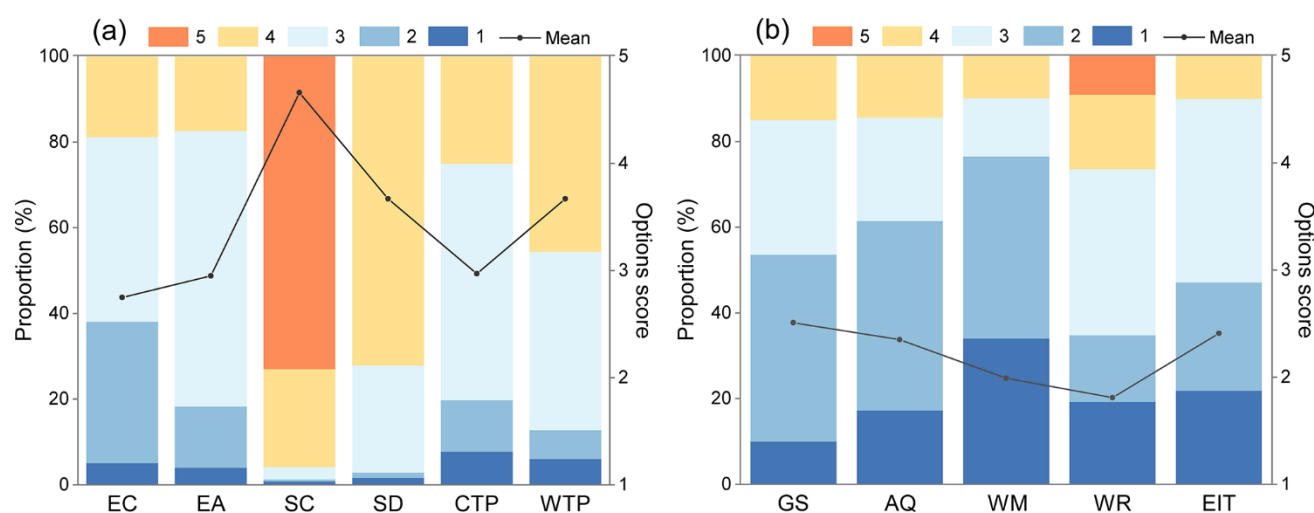 (a) 5 4 3 2 1 Mean
100 80 60 40 20 0
Proportion (%)
5 4 3 2 1
Options score
EC EA SC SD CTP WTP
(b) 5 4 3 2 1 Mean
100 80 60 40 20 0
Proportion (%)
5 4 3 2 1
Options score
GS AQ WM WR EIT